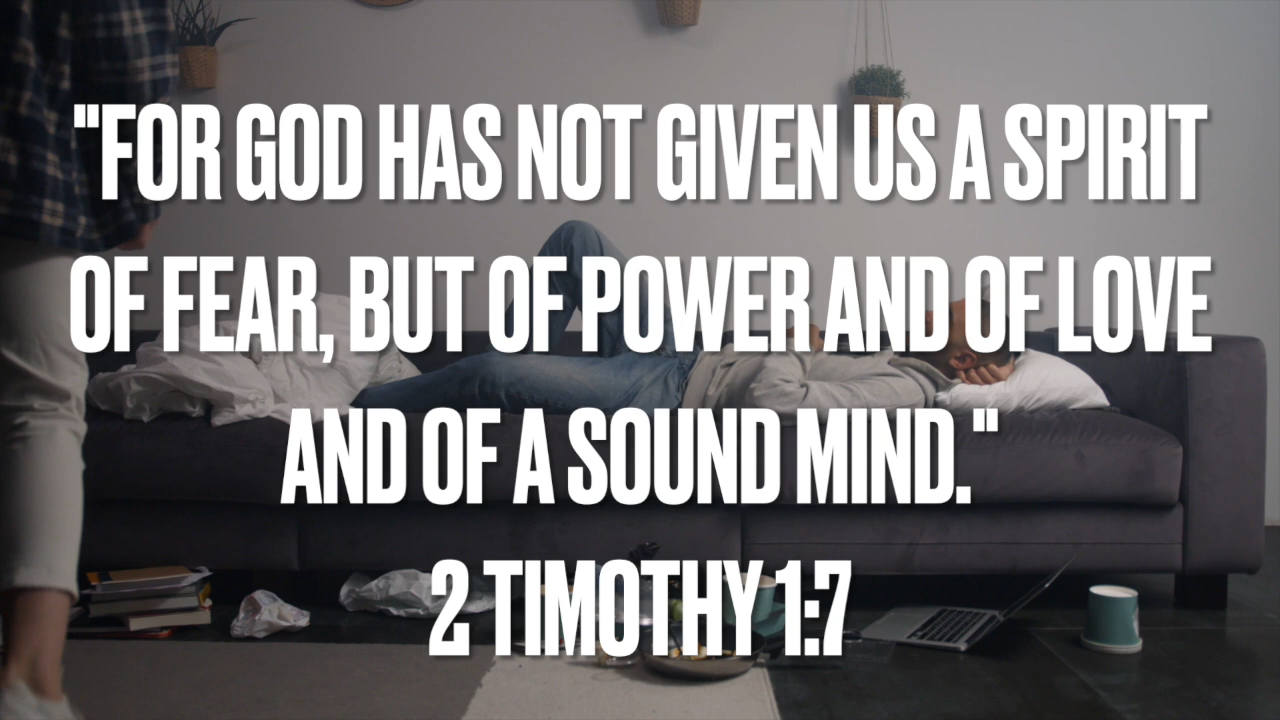 "FOR GOD HAS NOT GIVEN US A SPIRIT
OF FEAR, BUT OF POWER AND OF LOVE
AND OF A SOUND MIND."
2 TIMOTHY 1:7